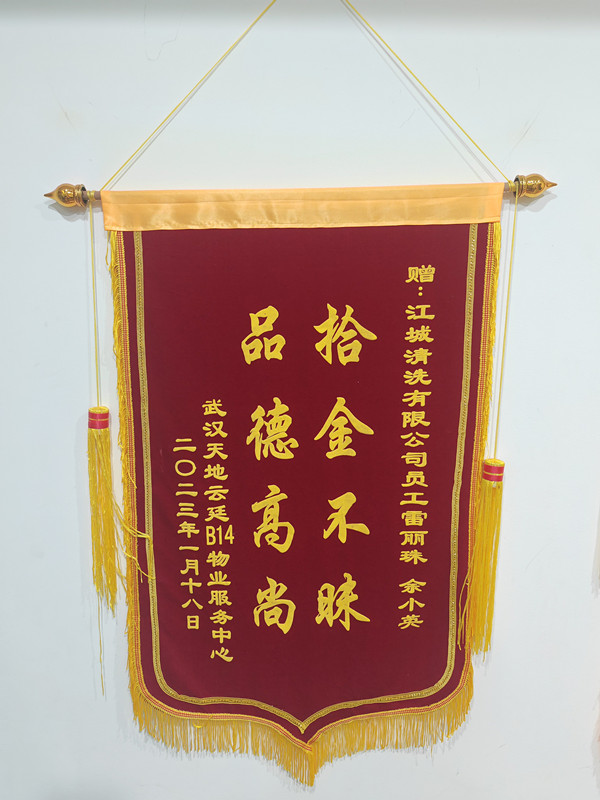 赠：江城清洗有限公司员工雷丽珠 余小英
拾金不昧
品德高尚
武汉天地云廷B14物业服务中心
二〇二三年一月十八日